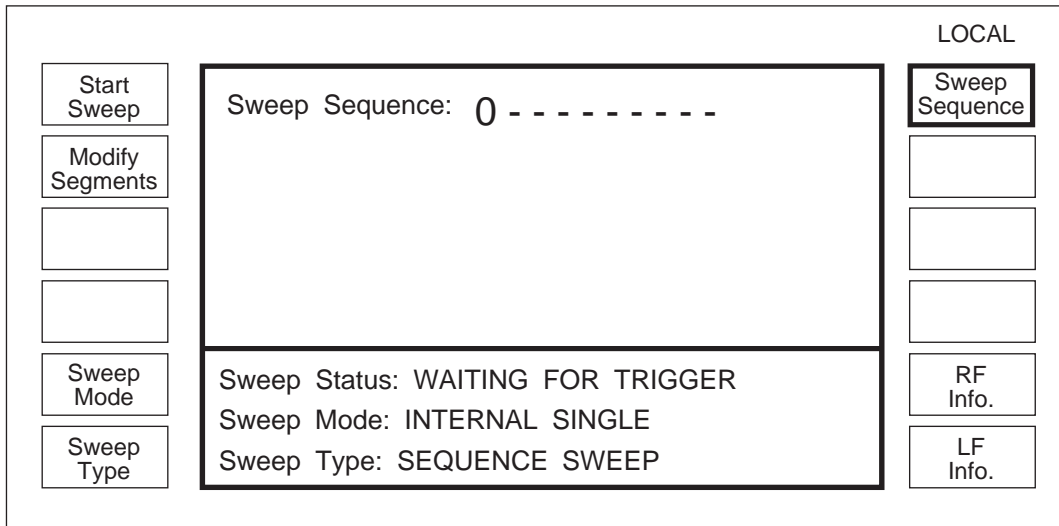 LOCAL
Start
Sweep
Modify
Segments
Sweep
Mode
Sweep
Type
Sweep Sequence: 0 - - - - - - - - -
Sweep Status: WAITING FOR TRIGGER
Sweep Mode: INTERNAL SINGLE
Sweep Type: SEQUENCE SWEEP
Sweep
Sequence
RF
Info.
LF
Info.